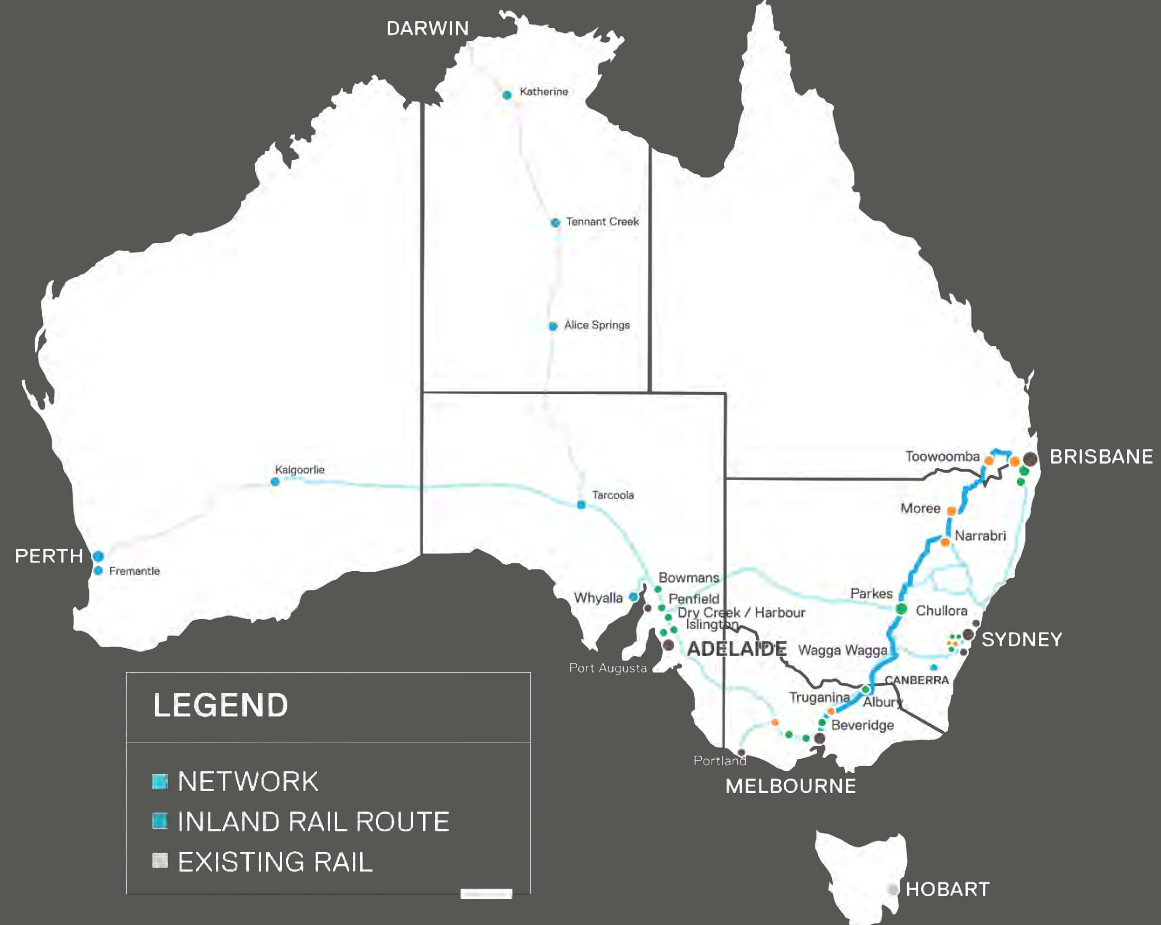 DARWIN
Katherine
Tennant Creek
Alice Springs
Toowoomba
BRISBANE
Kalgoorlie
Tarcoola
Moree
Narrabri
PERTH
Fremantle
Bowmans
Whyalla
Penfield
Parkes
Dry Creek / Harbour
Chullora
Islington
SYDNEY
ADELAIDE
Wagga Wagga
Port Augusta
CANBERRA
Truganina
Albury
Beveridge
Portland
MELBOURNE
LEGEND
NETWORK
INLAND RAIL ROUTE
EXISTING RAIL
HOBART